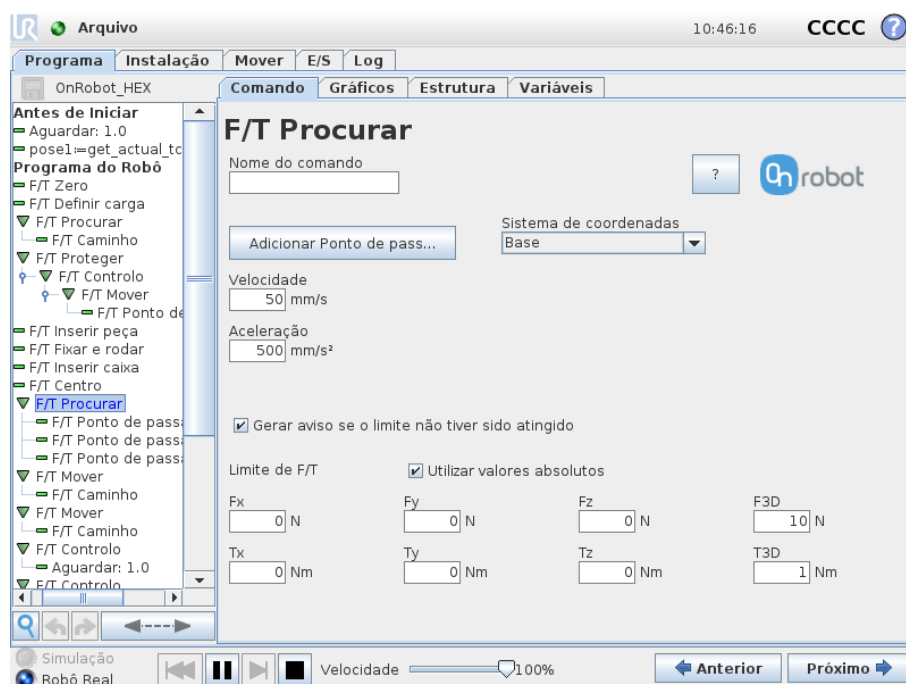 Arquivo
10:46:16
CCCC
?
Programa
Instalação
Mover
E/S
Log
OnRobot_HEX
Comando
Gráficos
Estrutura
Variáveis
Antes de Iniciar
Aguardar: 1.0
pose1:=get_actual_tc
Programa do Robô
F/T Zero
F/T Definir carga
F/T Procurar
F/T Caminho
F/T Proteger
F/T Controlo
F/T Mover
F/T Ponto de
F/T Inserir peça
F/T Fixar e rodar
F/T Inserir caixa
F/T Centro
F/T Procurar
F/T Ponto de passa
F/T Ponto de passa
F/T Ponto de passa
F/T Mover
F/T Caminho
F/T Mover
F/T Caminho
F/T Controlo
Aguardar: 1.0
F/T Controlo
F/T Procurar
Nome do comando
?
On robot
Adicionar Ponto de pass...
Sistema de coordenadas
Base
Velocidade
50 mm/s
Aceleração
500 mm/s²
Gerar aviso se o limite não tiver sido atingido
Limite de F/T
Utilizar valores absolutos
Fx
Fy
Fz
F3D
0 N
0 N
0 N
10 N
Tx
Ty
Tz
T3D
0 Nm
0 Nm
0 Nm
1 Nm
Simulação
Robô Real
Velocidade
100%
Anterior
Próximo